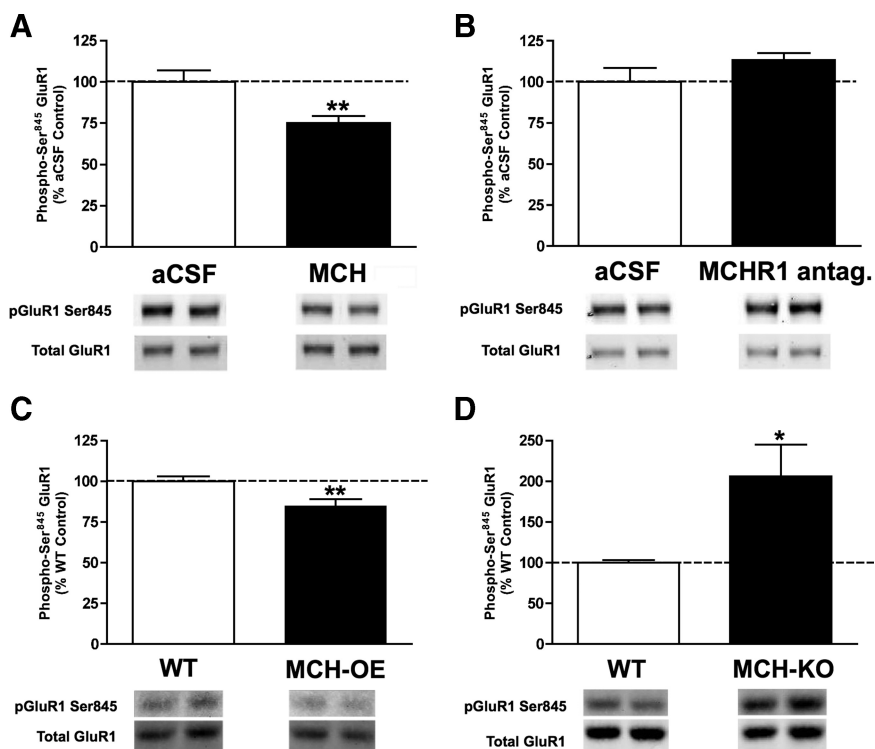 A
Phospho-Ser845 GluR1
(% aCSF Control)
125
100
75
50
25
0
**
aCSF
MCH
pGluR1 Ser845
Total GluR1
B
Phospho-Ser845 GluR1
(% aCSF Control)
125
100
75
50
25
0
aCSF
MCHR1 antag.
pGluR1 Ser845
Total GluR1
C
Phospho-Ser845 GluR1
(% WT Control)
125
100
75
50
25
0
**
WT
MCH-OE
pGluR1 Ser845
Total GluR1
D
Phospho-Ser845 GluR1
(% WT Control)
250
200
150
100
50
0
*
WT
MCH-KO
pGluR1 Ser845
Total GluR1